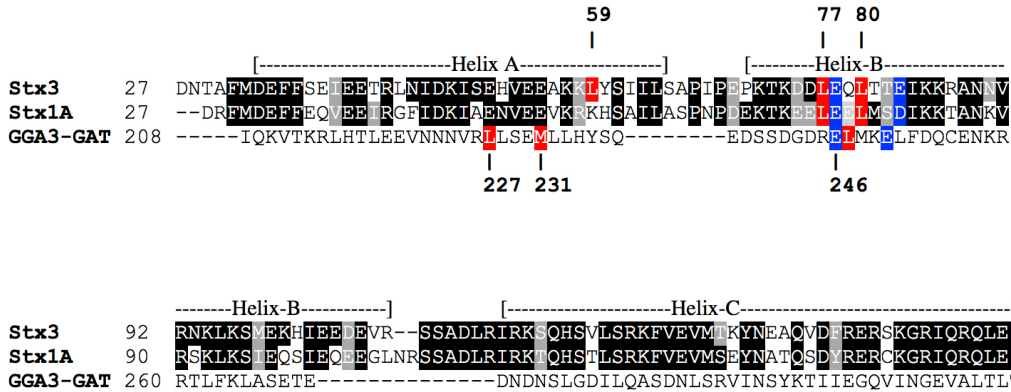 59 77 80
[-----------------------Helix A-----------------] [--------Helix-B---------------
Stx3 27 DNTAFMDEFFSEIEETRLNIDKISEHVEEAKKLYSIILSAPIPEPKTKDDLEQLTTEIKKRANNV
Stx1A 27 --DRFMDEFFEQVEEIRGFIDKIAENVEEVKRKHSAILASPNPDEKTKEELEELMSDIKKTANKV
GGA3-GAT 208 -----IQKVTKRLHTLEEVNNNVRLLSEMLLHYSQ-------EDSSDGDRELMKELFDQCENKR
227 231 246
--------Helix-B------------] [------------------------Helix-C------------------------
Stx3 92 RNKLKSMEKHIEEDEVR--SSADLRIRKSQHSVLSRKFVEVMTKYNEAQVDFRERSKGRIQRQLE
Stx1A 90 RSKLKSIEQSIEQEEGLNRSSADLRIRKTQHSTLSRKFVEVMSEYNATQSDYRERCKGRIQRQLE
GGA3-GAT 260 RTLFKLASETE--------------DNDNSLGDILQASDNLSRVINSYKTIIEGQVINGEVALTL